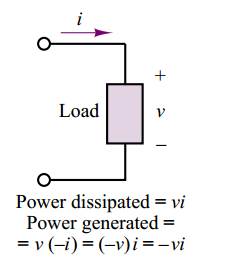 i
+
Load
v
–
Power dissipated = vi
Power generated =
= v (–i) = (–v)i = –vi